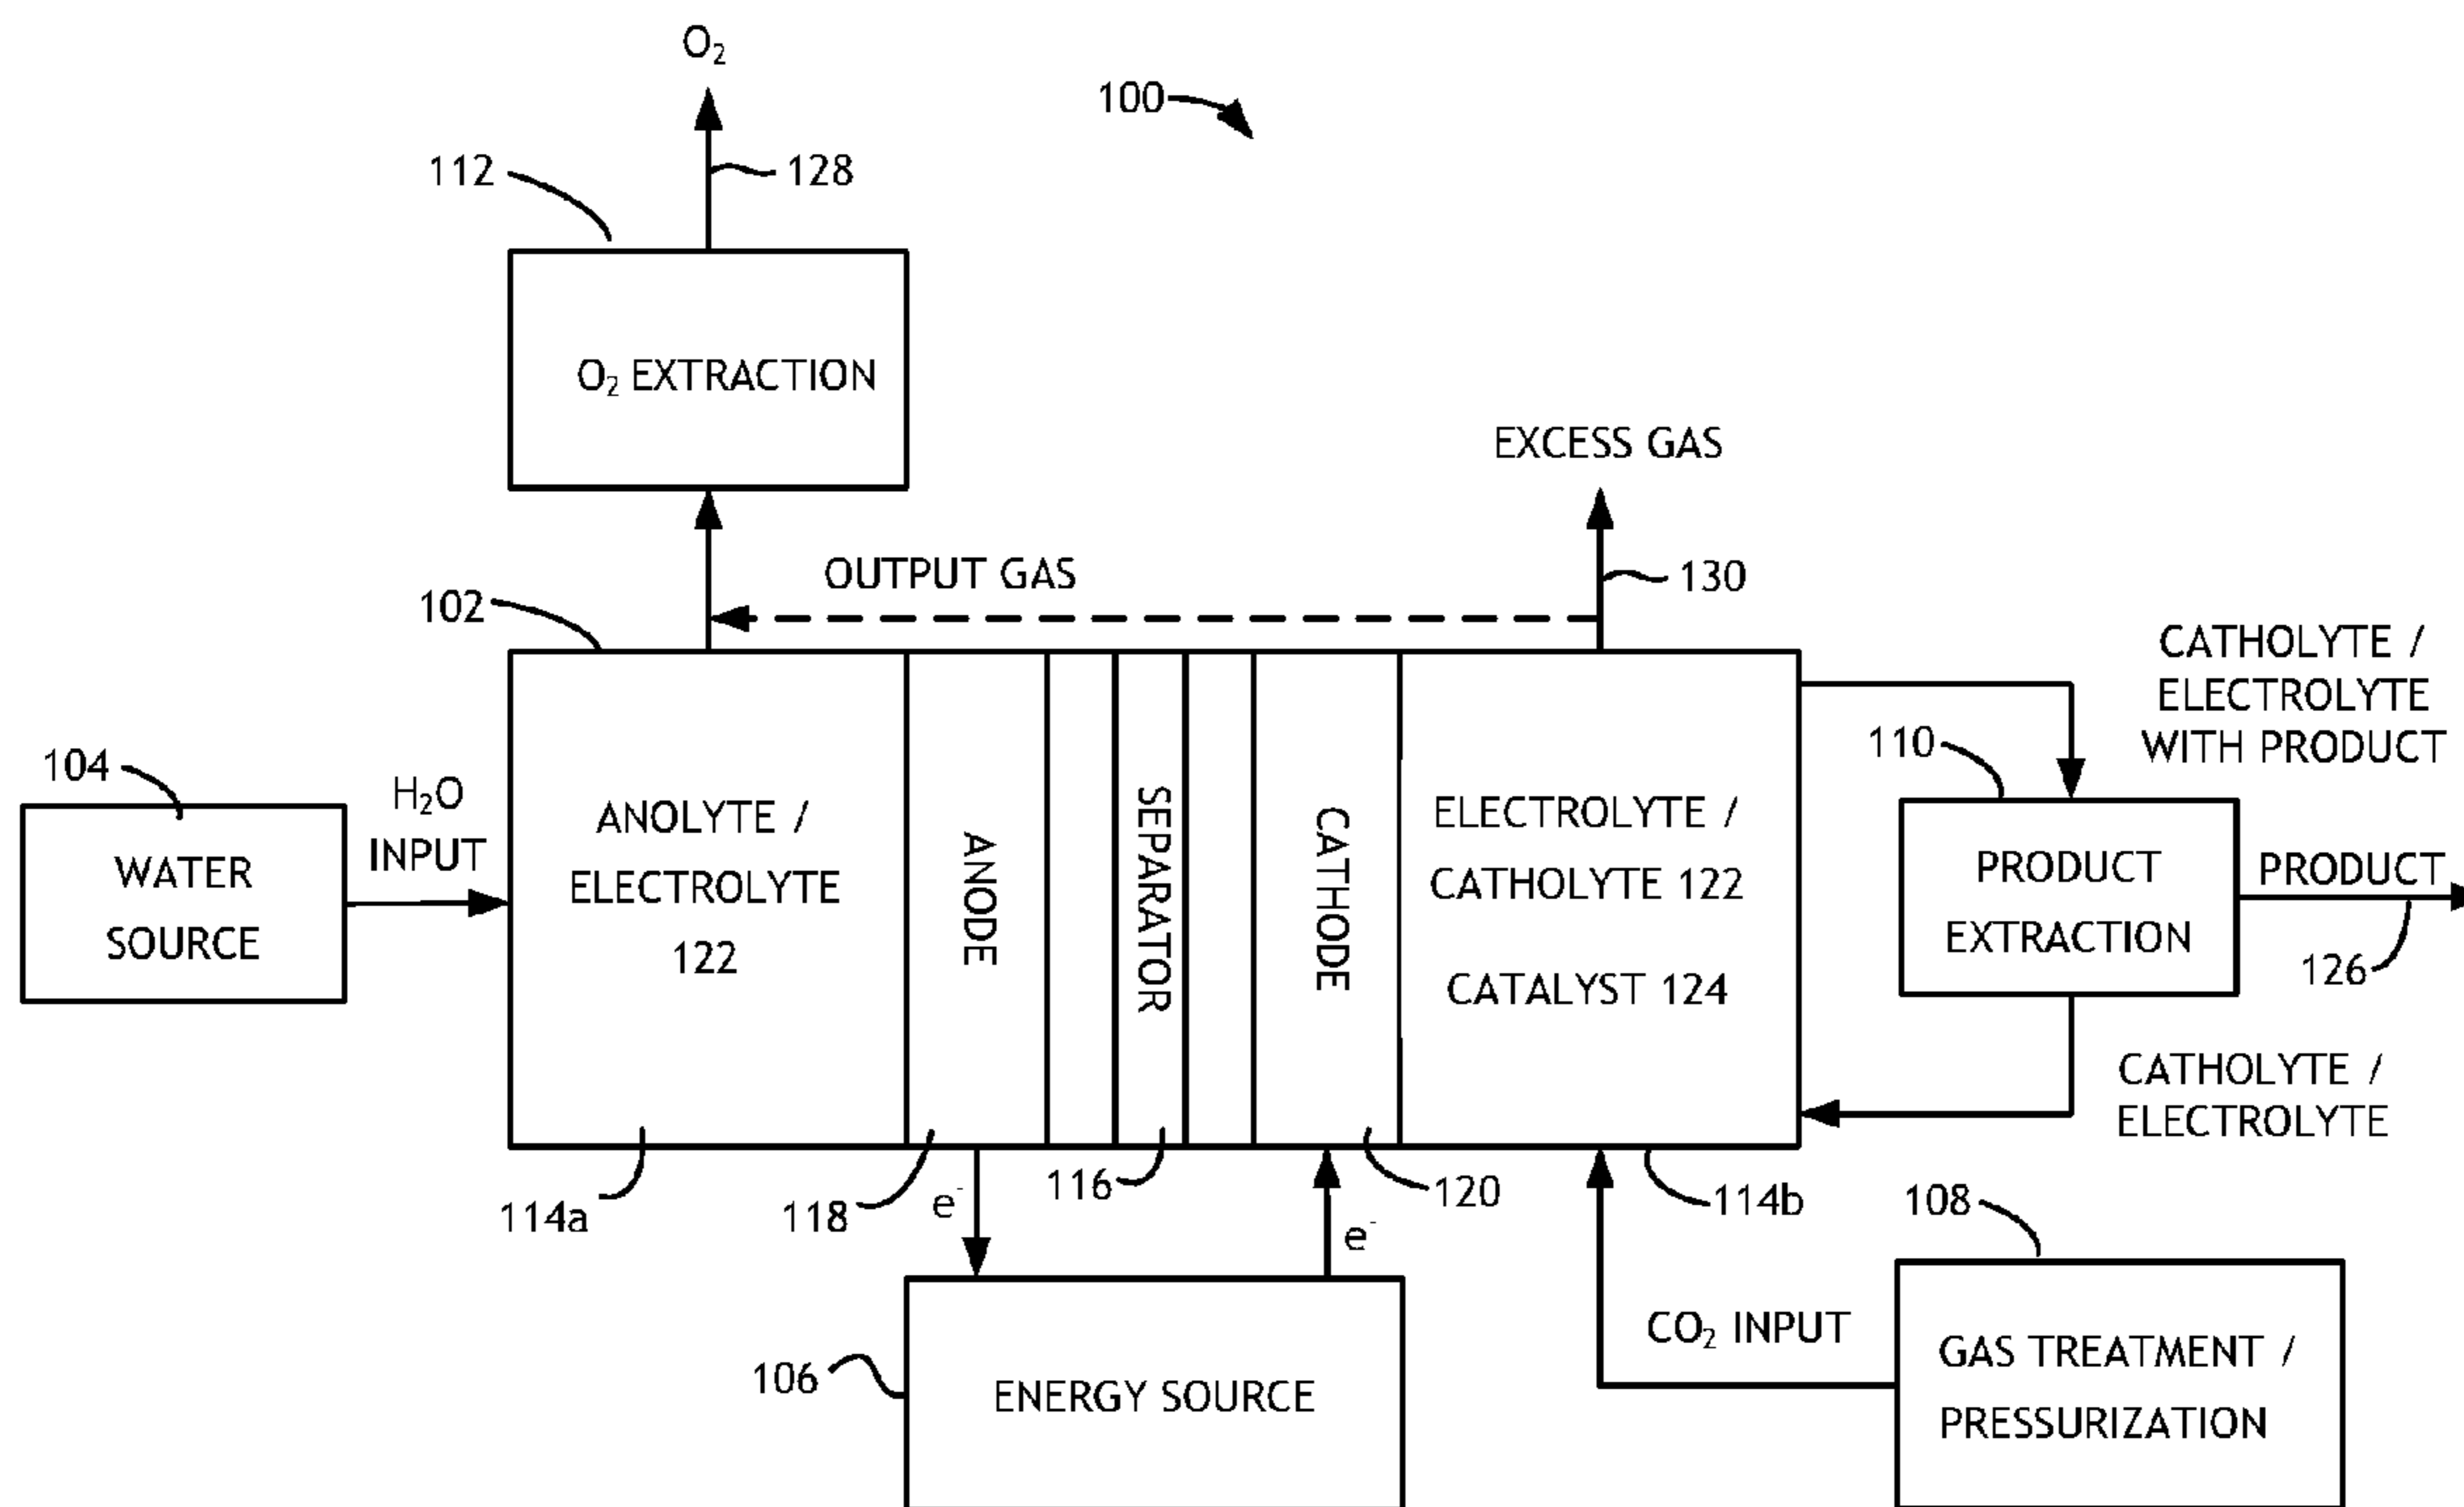 O₂
100
112
128
O₂ EXTRACTION
EXCESS GAS
OUTPUT GAS
130
102
CATHOLYTE /
ELECTROLYTE
WITH PRODUCT
110
104
H₂O
INPUT
WATER
SOURCE
ANOLYTE /
ELECTROLYTE
122
ANODE
SEPARATOR
CATHODE
ELECTROLYTE /
CATHOLYTE 122
CATALYST 124
PRODUCT
EXTRACTION
PRODUCT
126
CATHOLYTE /
ELECTROLYTE
114a
118
e⁻
116
e⁻
120
114b
108
106
ENERGY SOURCE
CO₂ INPUT
GAS TREATMENT /
PRESSURIZATION